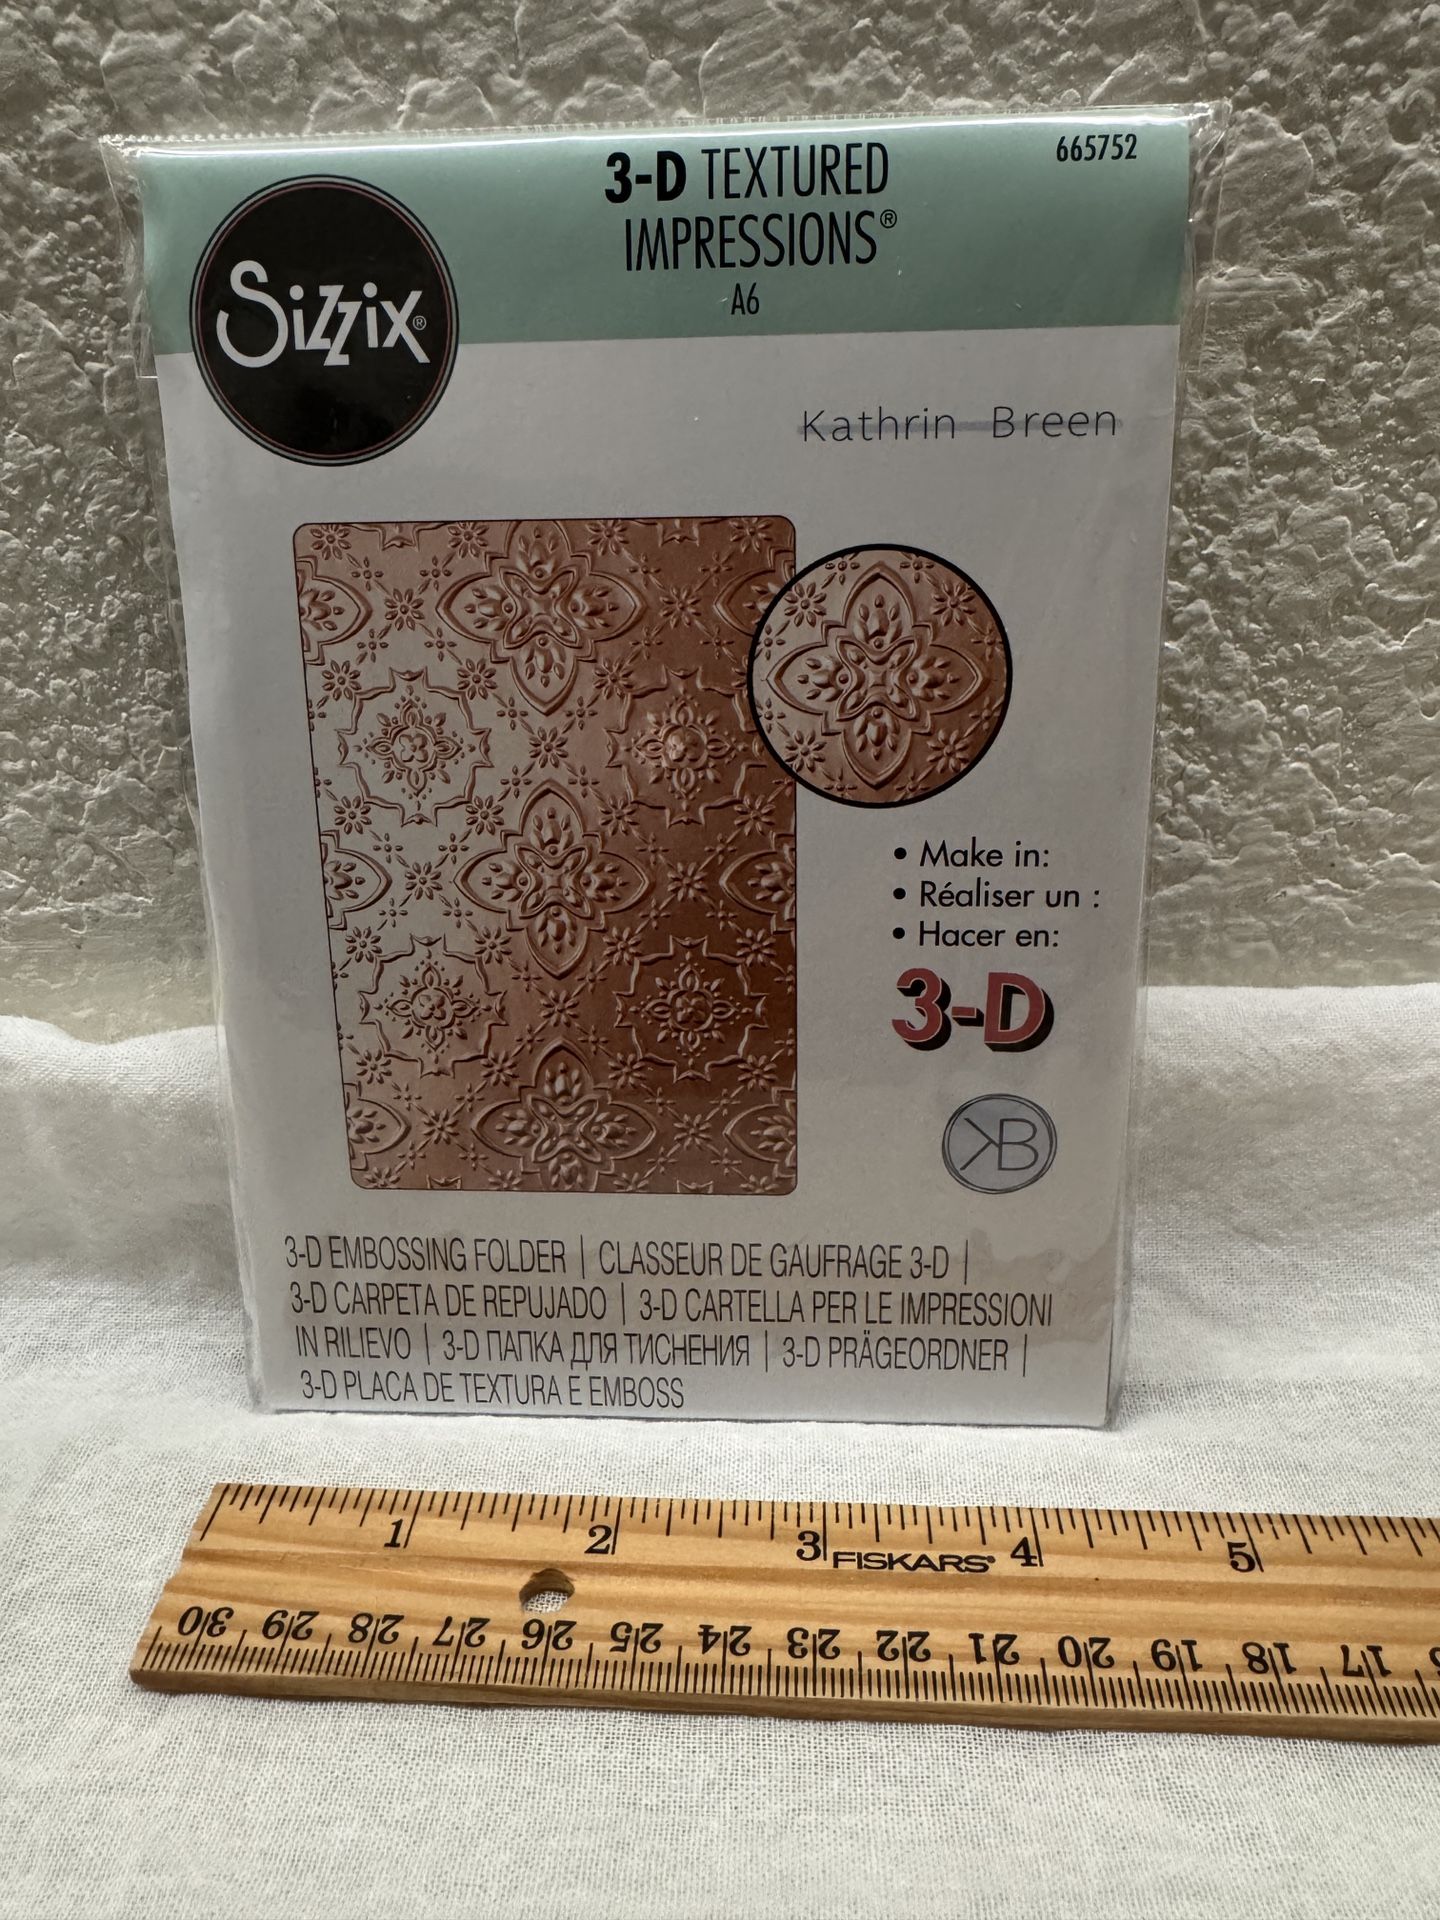 665752
3-D TEXTURED
IMPRESSIONS®
A6
Sizzix®
Kathrin Breen
• Make in:
• Réaliser un :
• Hacer en:
3-D
KB
3-D EMBOSSING FOLDER | CLASSEUR DE GAUFRAGE 3-D |
3-D CARPETA DE REPUJADO | 3-D CARTELLA PER LE IMPRESSIONI
IN RILIEVO | 3-D ПАПКА ДЛЯ ТИСНЕНИЯ | 3-D PRÄGEORDNER |
3-D PLACA DE TEXTURA E EMBOSS
1 2 3 FISKARS® 4 5
30 29 28 27 26 25 24 23 22 21 20 19 18 17